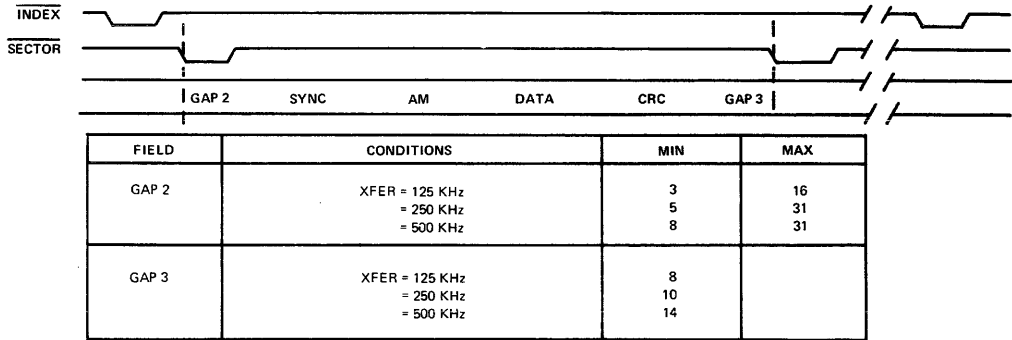 INDEX
SECTOR
GAP 2 SYNC AM DATA CRC GAP 3
FIELD CONDITIONS MIN MAX
GAP 2 XFER = 125 KHz 3 16
= 250 KHz 5 31
= 500 KHz 8 31
GAP 3 XFER = 125 KHz 8
= 250 KHz 10
= 500 KHz 14